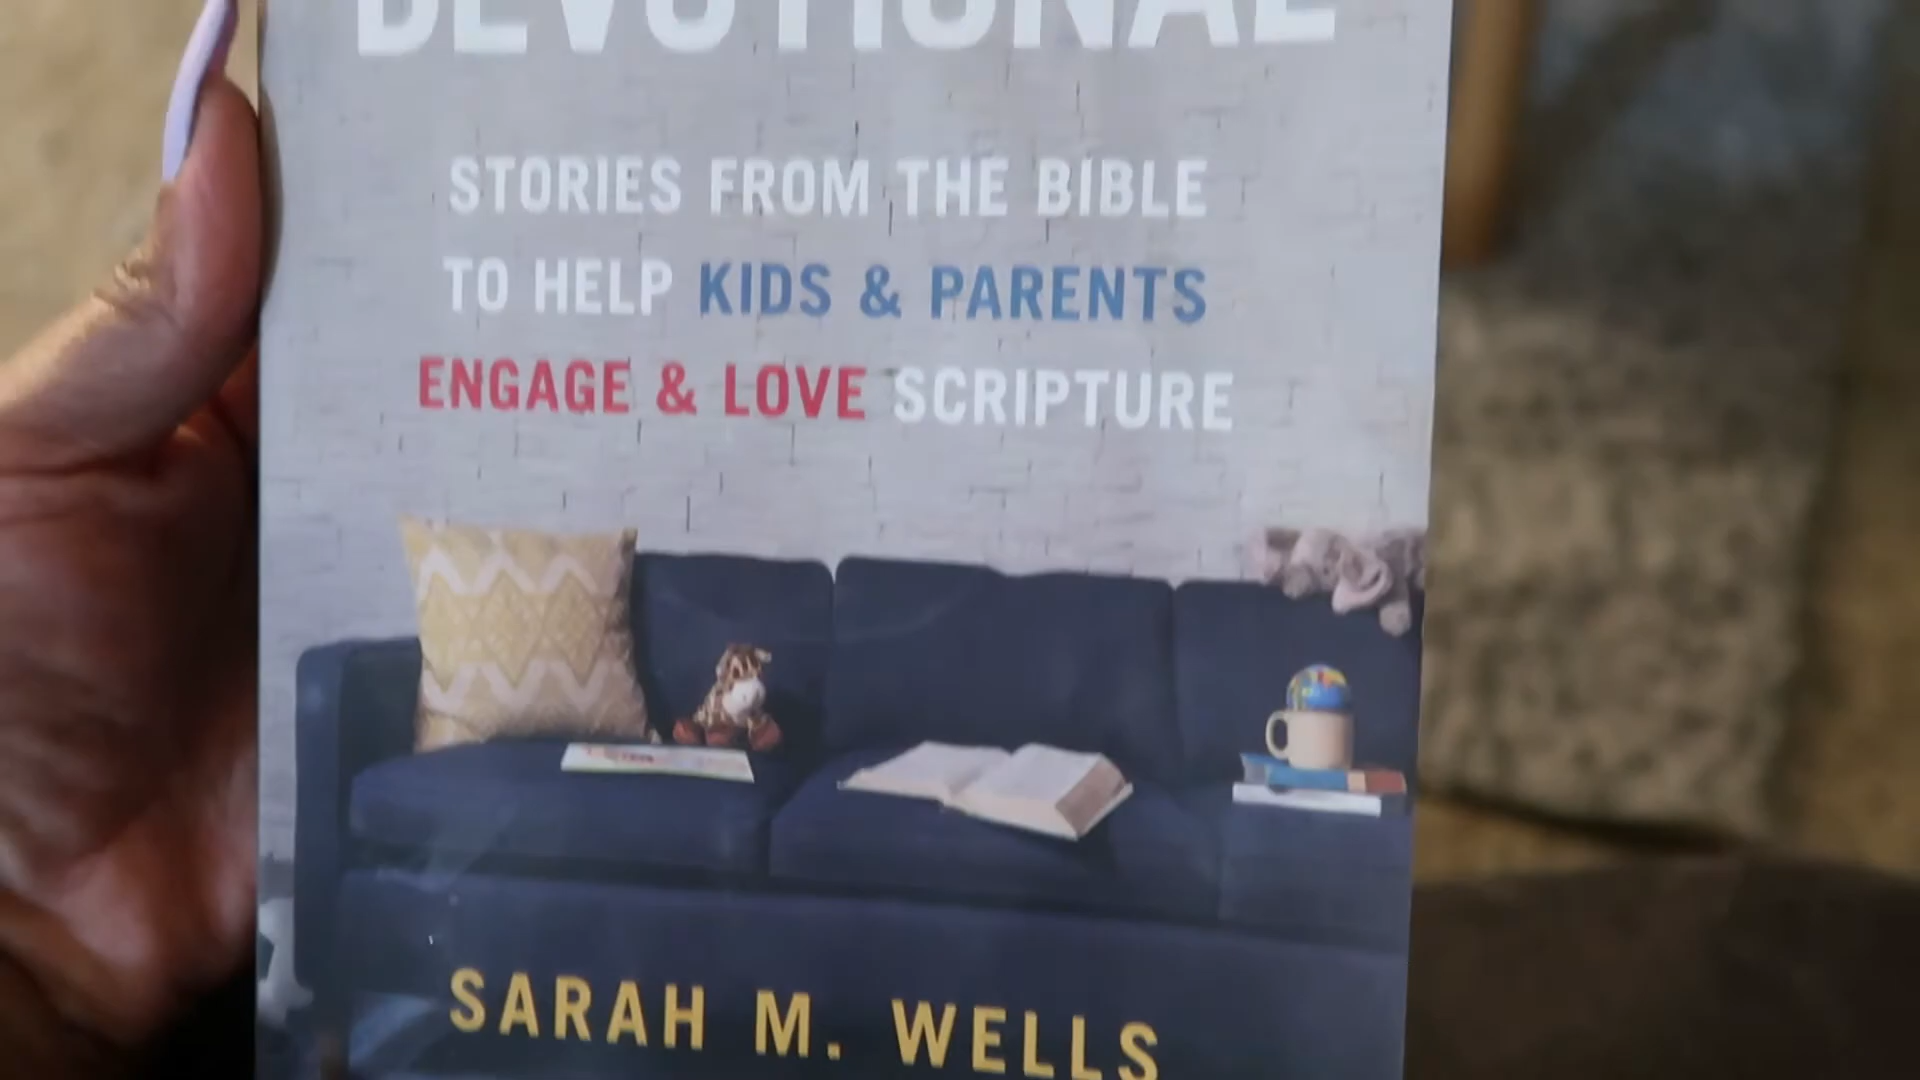 DEVOTIONAL
STORIES FROM THE BIBLE
TO HELP KIDS & PARENTS
ENGAGE & LOVE SCRIPTURE
SARAH M. WELLS